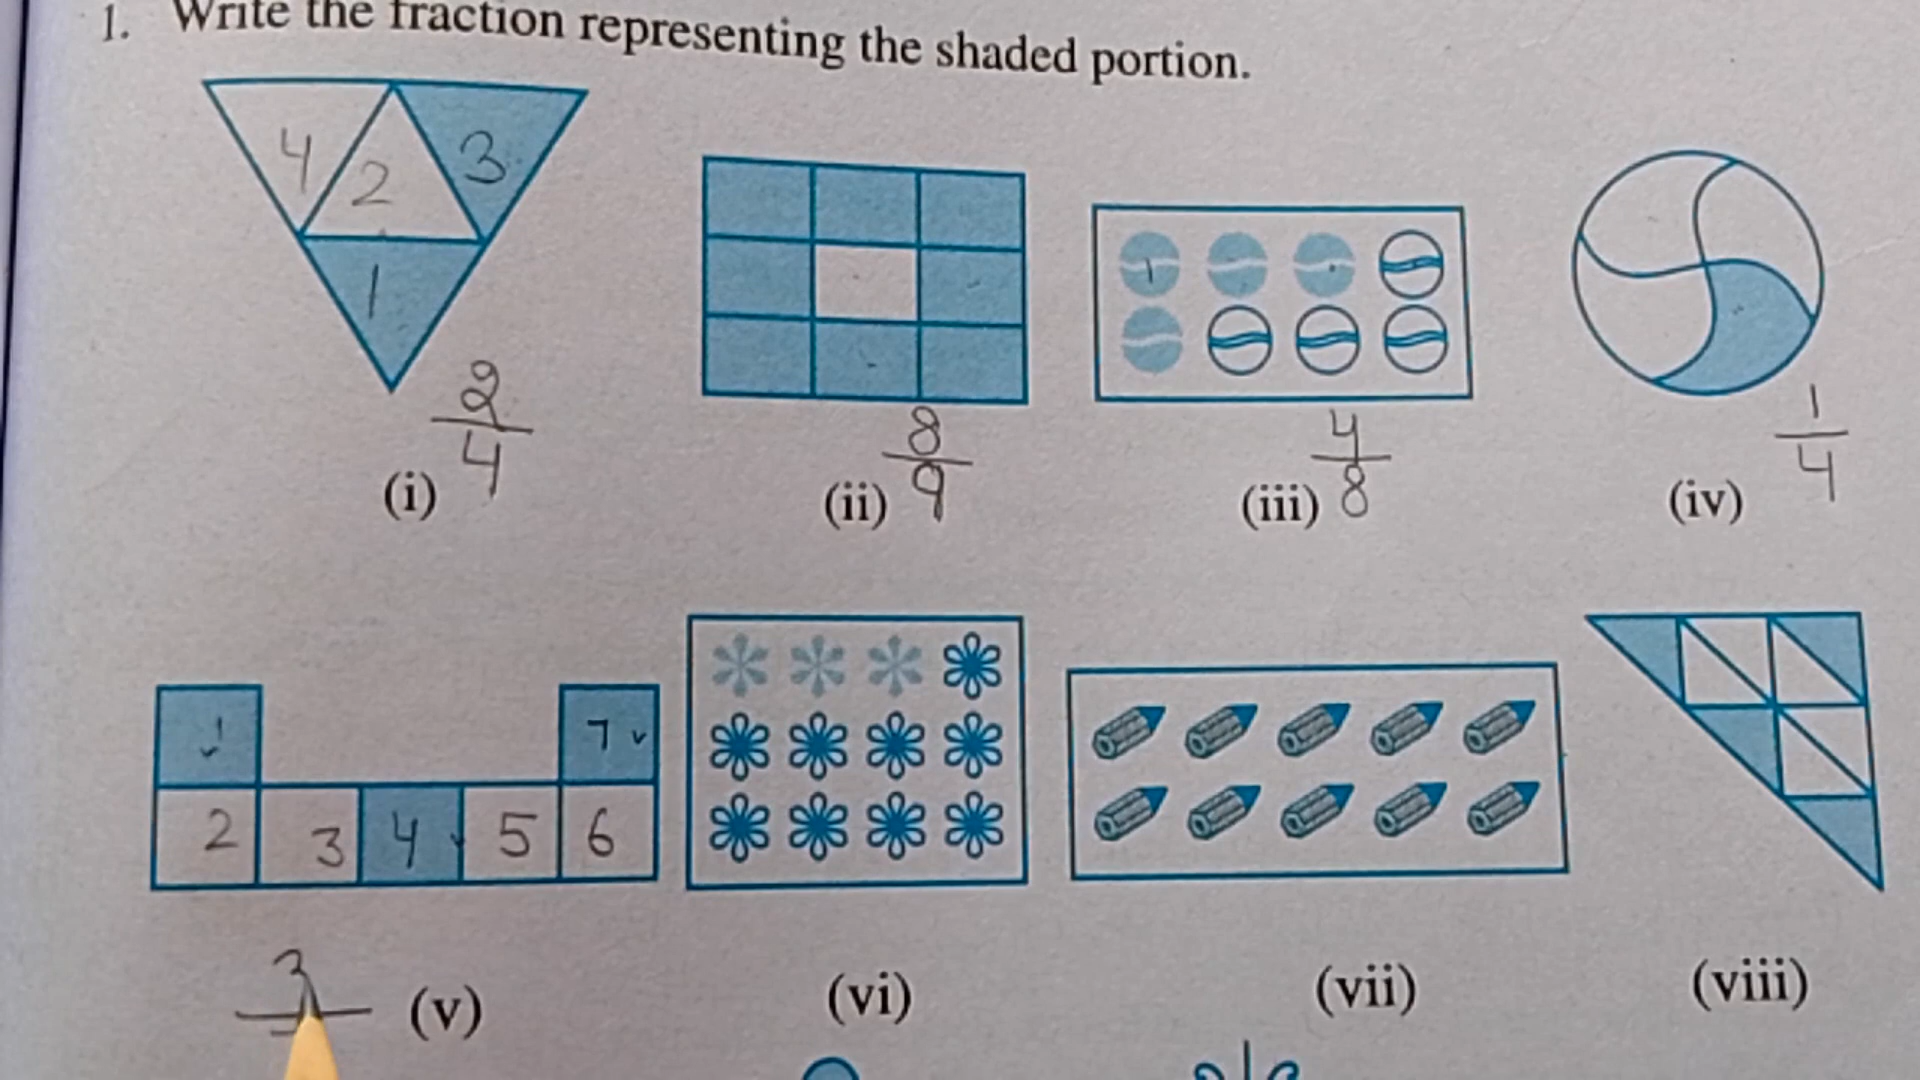 1. Write the fraction representing the shaded portion.
4 2 3
1
2/4 8/9 4/8 1/4
(i) (ii) (iii) (iv)
1 7
2 3 4 5 6
3
(v) (vi) (vii) (viii)